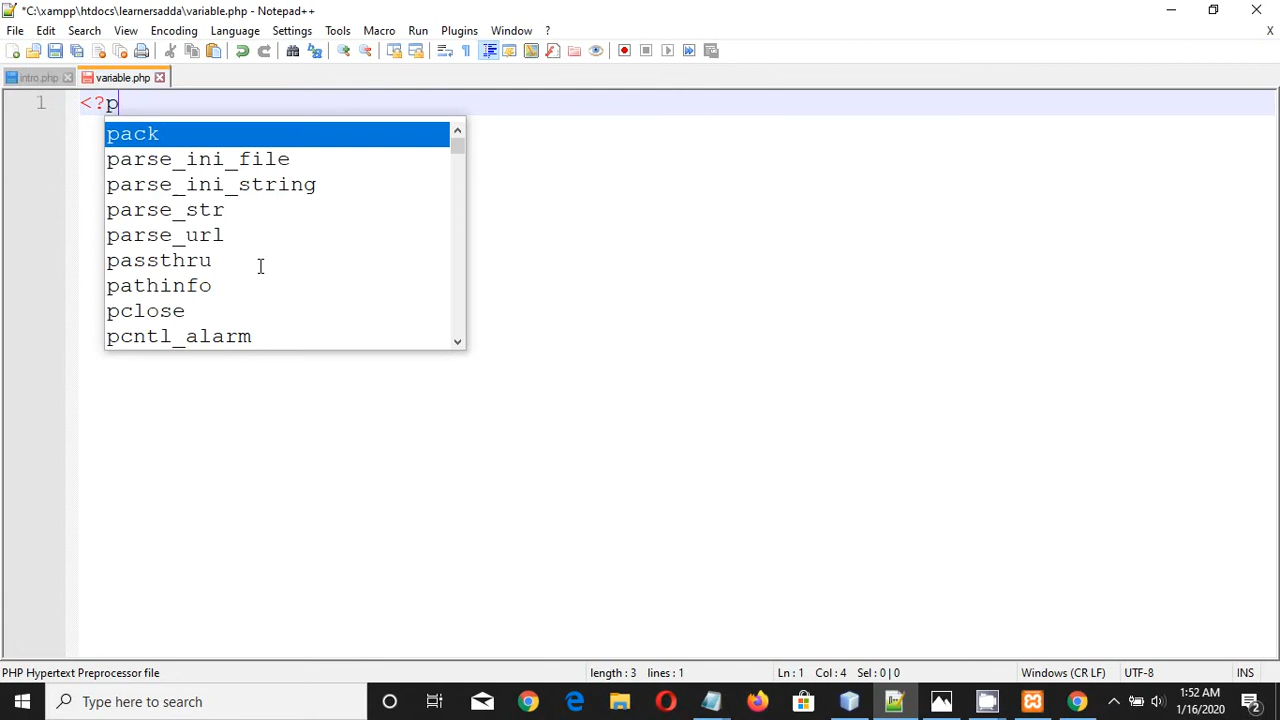 *C:\xampp\htdocs\learnersadda\variable.php - Notepad++
File Edit Search View Encoding Language Settings Tools Macro Run Plugins Window ? X
intro.php variable.php
1 <?p
pack
parse_ini_file
parse_ini_string
parse_str
parse_url
passthru
pathinfo
pclose
pcntl_alarm
PHP Hypertext Preprocessor file length : 3 lines : 1 Ln : 1 Col : 4 Sel : 0 | 0 Windows (CR LF) UTF-8 INS
Type here to search
1:52 AM
1/16/2020
2